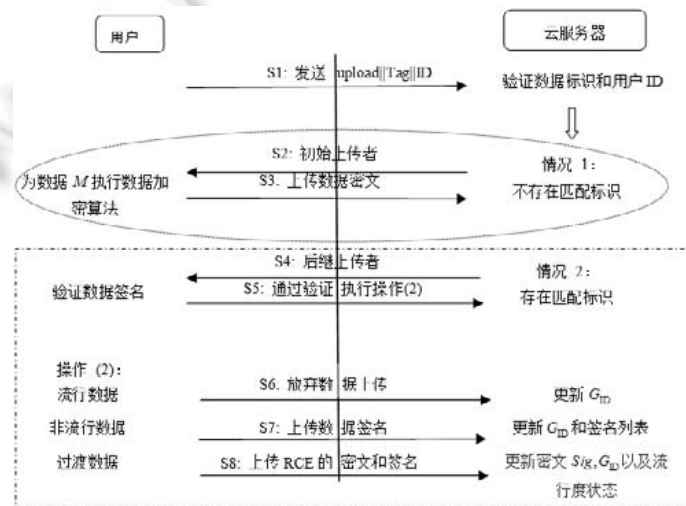 用户
云服务器
S1: 发送 upload||Tag||ID
验证数据标识和用户 ID
S2: 初始上传者
情况 1:
为数据 M 执行数据加
密算法
S3. 上传数据密文
不存在匹配标识
S4: 后继上传者
情况 2:
验证数据签名
S5: 通过验证 执行操作(2)
存在匹配标识
操作 (2):
流行数据
S6. 放弃数据上传
更新 GID
非流行数据
S7: 上传数据签名
更新 GID 和签名列表
过渡数据
S8: 上传 RCE 的密文和签名
更新密文 Sig, GID 以及流
行度状态